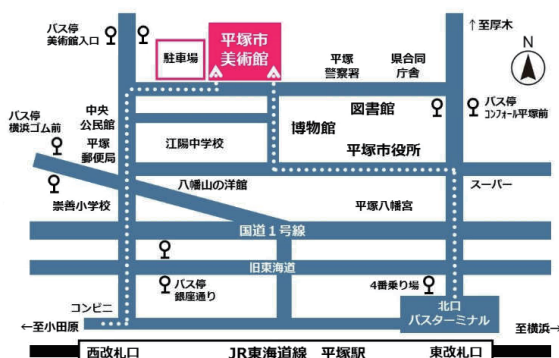 バス停
美術館入口
駐車場
平塚市
美術館
↑至厚木
N
平塚
警察署
県合同
庁舎
バス停
横浜ゴム前
中央
公民館
平塚
郵便局
江陽中学校
博物館
図書館
平塚市役所
バス停
コンフォール平塚前
崇善小学校
八幡山の洋館
平塚八幡宮
スーパー
国道1号線
旧東海道
バス停
銀座通り
4番乗り場
コンビニ
北口
バスターミナル
←至小田原
至横浜→
西改札口
JR東海道線 平塚駅
東改札口